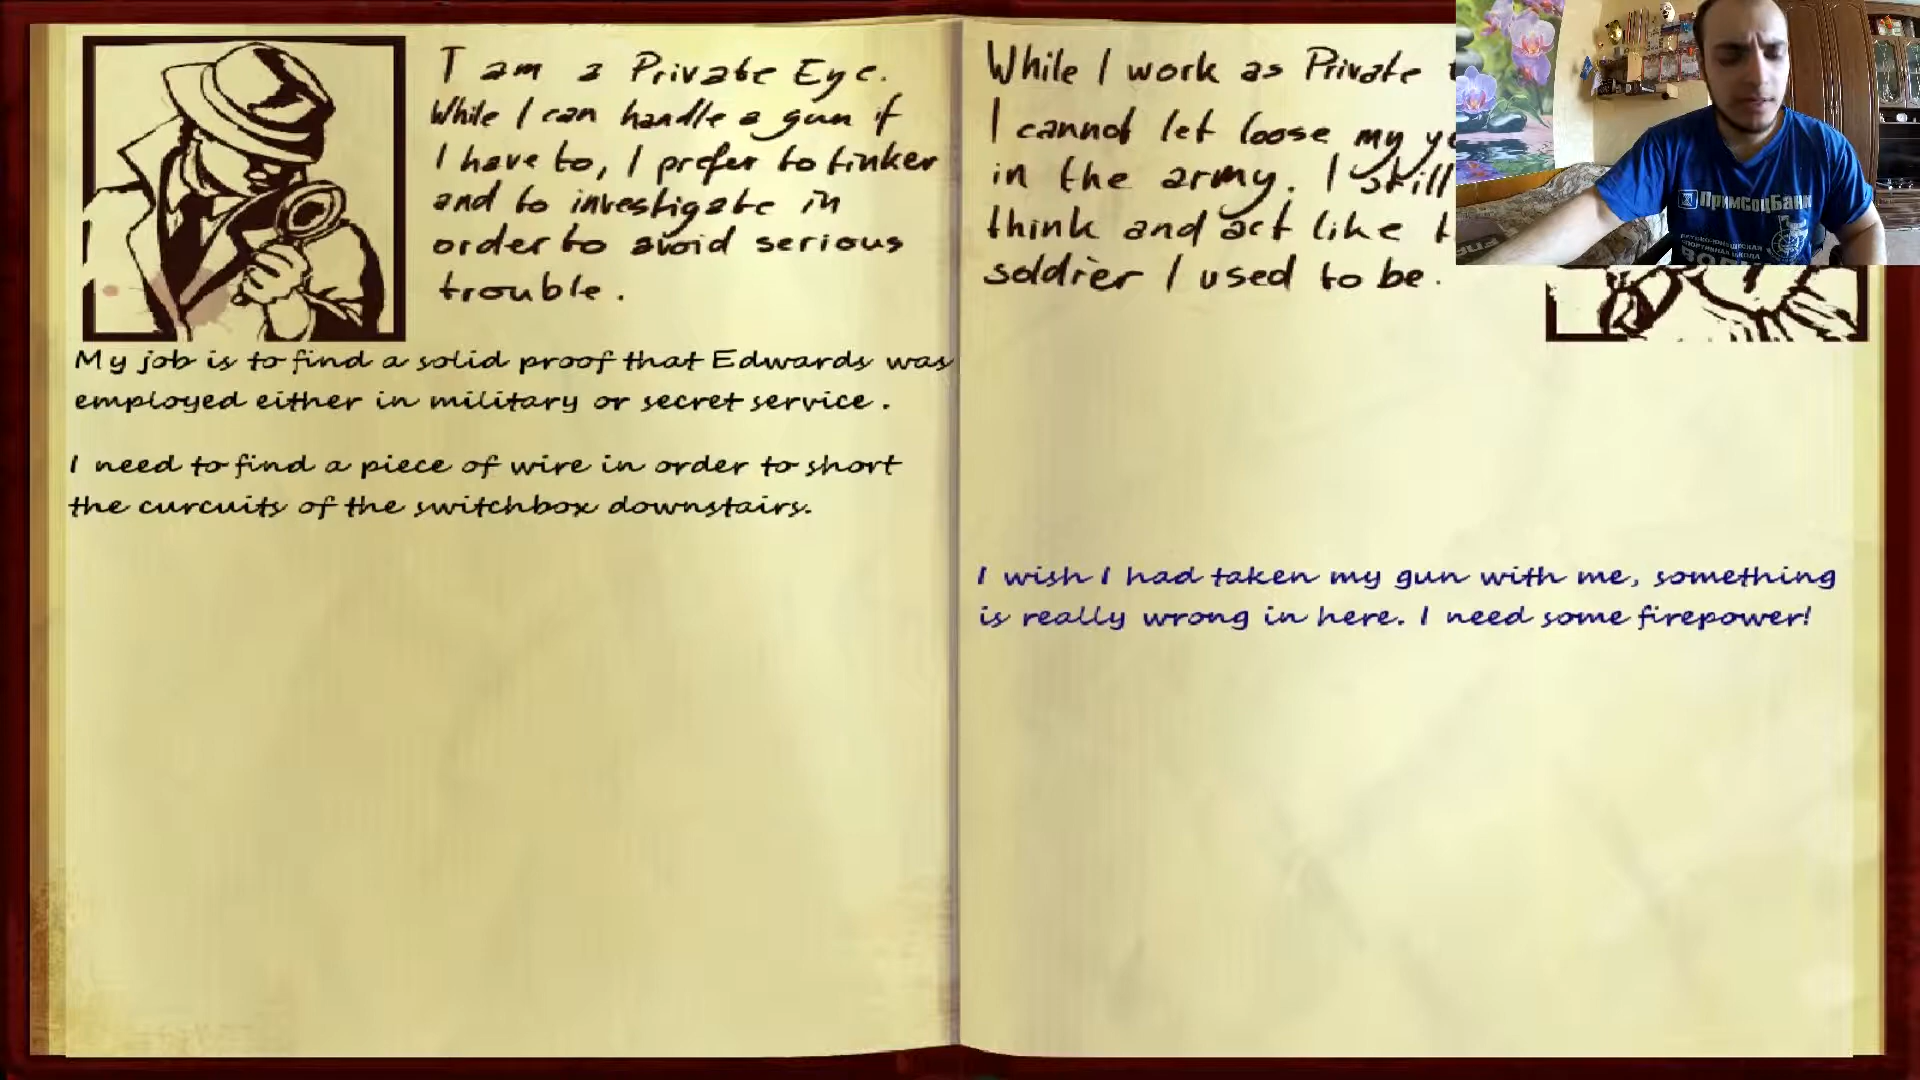 I am a Private Eye.
While I can handle a gun if
I have to, I prefer to tinker
and to investigate in
order to avoid serious
trouble.
My job is to find a solid proof that Edwards was
employed either in military or secret service.
I need to find a piece of wire in order to short
the curcuits of the switchbox downstairs.
While I work as Private
I cannot let loose my
in the army. I still
think and act like
soldier I used to be.
I wish I had taken my gun with me, something
is really wrong in here. I need some firepower!
ПримСоцБанк
СПОРТИВНАЯ ШКОЛА